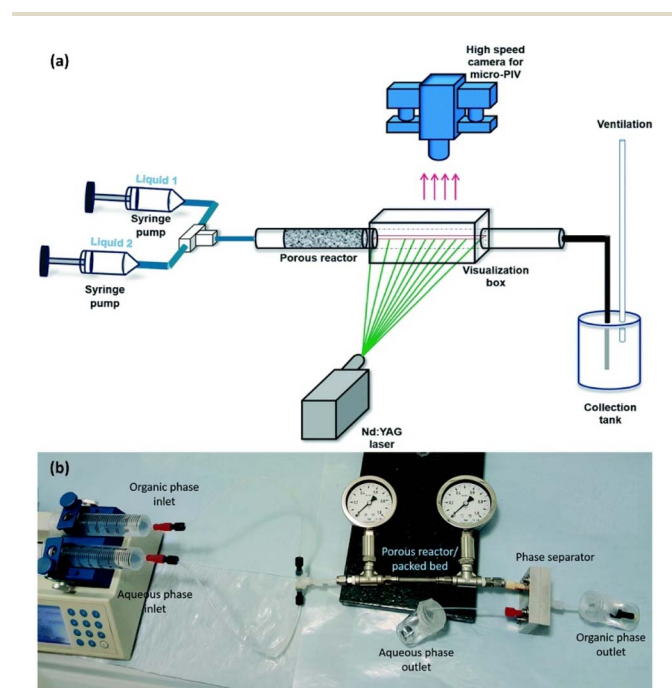 (a)
High speed
camera for
micro-PIV
Ventilation
Liquid 1
Syringe
pump
Liquid 2
Syringe
pump
Porous reactor
Visualization
box
Nd:YAG
laser
Collection
tank
(b)
Organic phase
inlet
Aqueous phase
inlet
Porous reactor/
packed bed
Phase separator
Aqueous phase
outlet
Organic phase
outlet